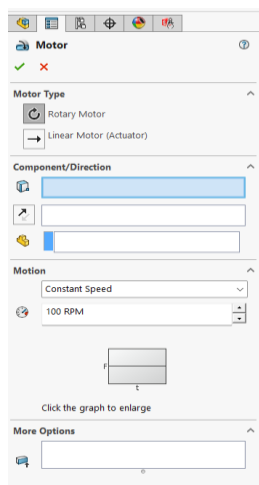 Motor
Motor Type
Rotary Motor
Linear Motor (Actuator)
Component/Direction
Motion
Constant Speed
100 RPM
F
t
Click the graph to enlarge
More Options